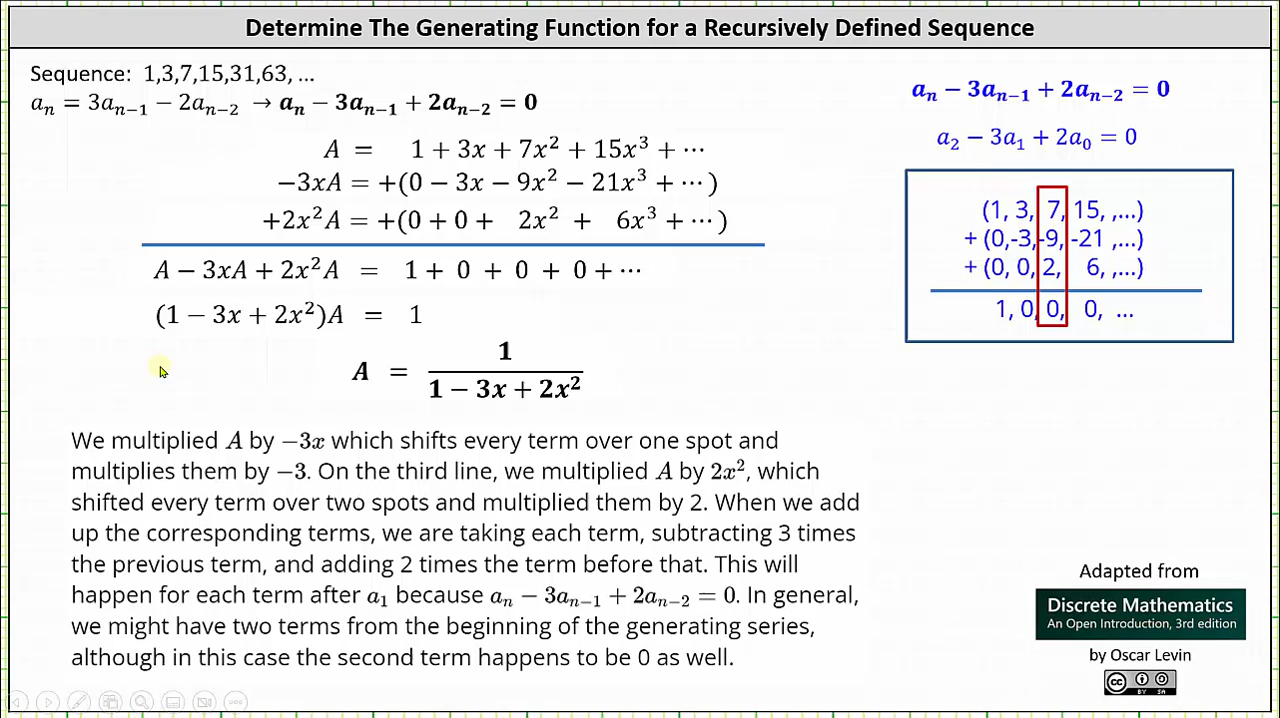 Determine The Generating Function for a Recursively Defined Sequence
Sequence: 1,3,7,15,31,63, ...
aₙ = 3aₙ₋₁ − 2aₙ₋₂ → aₙ − 3aₙ₋₁ + 2aₙ₋₂ = 0
A = 1 + 3x + 7x² + 15x³ + ⋯
−3xA = +(0 − 3x − 9x² − 21x³ + ⋯)
+2x²A = +(0 + 0 + 2x² + 6x³ + ⋯)
A − 3xA + 2x²A = 1 + 0 + 0 + 0 + ⋯
(1 − 3x + 2x²)A = 1
A = 1 / (1 − 3x + 2x²)
We multiplied A by −3x which shifts every term over one spot and
multiplies them by −3. On the third line, we multiplied A by 2x², which
shifted every term over two spots and multiplied them by 2. When we add
up the corresponding terms, we are taking each term, subtracting 3 times
the previous term, and adding 2 times the term before that. This will
happen for each term after a₁ because aₙ − 3aₙ₋₁ + 2aₙ₋₂ = 0. In general,
we might have two terms from the beginning of the generating series,
although in this case the second term happens to be 0 as well.
aₙ − 3aₙ₋₁ + 2aₙ₋₂ = 0
a₂ − 3a₁ + 2a₀ = 0
(1, 3, 7, 15, ,...)
+ (0,-3,-9, -21 ,...)
+ (0, 0, 2, 6, ,...)
1, 0, 0, 0, ...
Adapted from
Discrete Mathematics
An Open Introduction, 3rd edition
by Oscar Levin
CC
BY SA